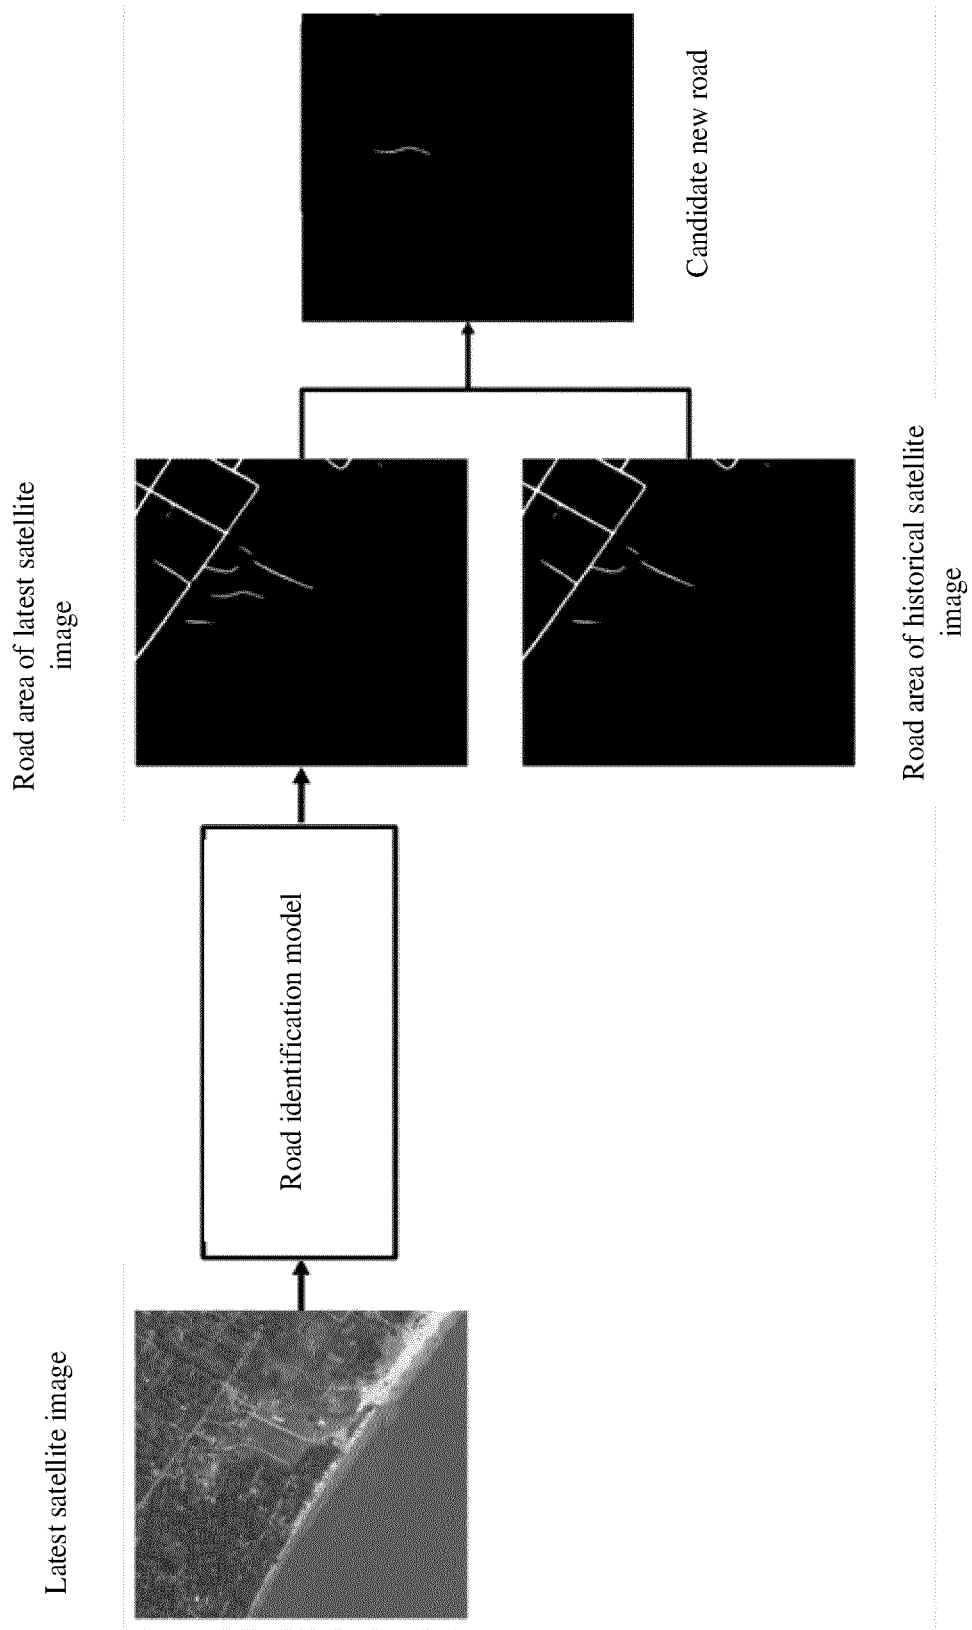 Latest satellite image
Road identification model
Road area of latest satellite
image
Road area of historical satellite
image
Candidate new road